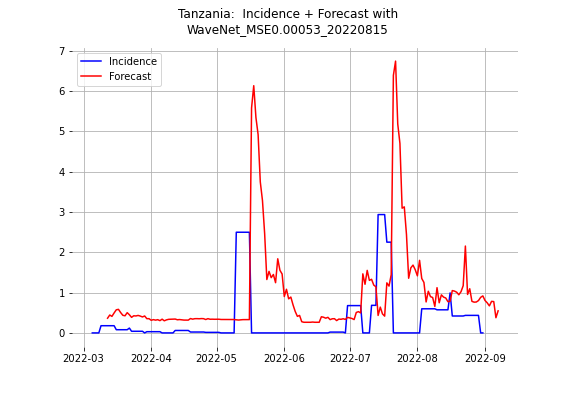 Tanzania:  Incidence + Forecast with
WaveNet_MSE0.00053_20220815
Incidence
Forecast
7
6
5
4
3
2
1
0
2022-03 2022-04 2022-05 2022-06 2022-07 2022-08 2022-09